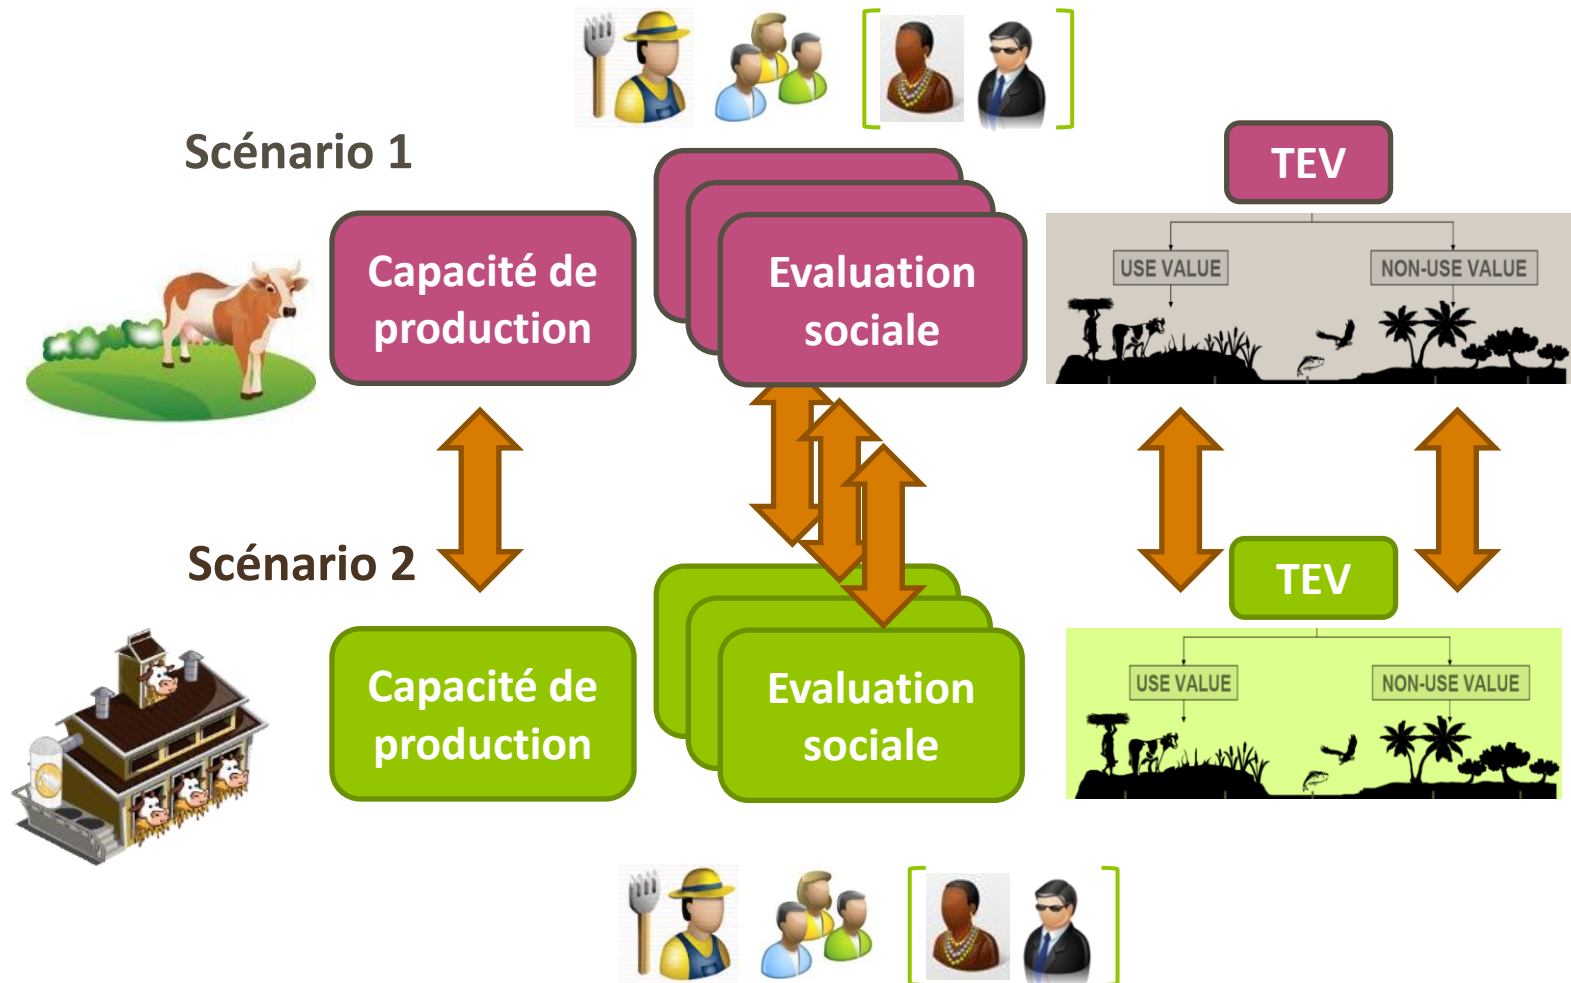 Scénario 1
Capacité de
production
Evaluation
sociale
TEV
USE VALUE
NON-USE VALUE
Scénario 2
Capacité de
production
Evaluation
sociale
TEV
USE VALUE
NON-USE VALUE